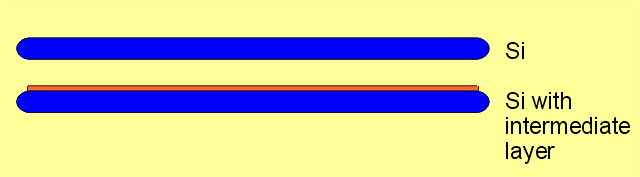 Si
Si with
intermediate
layer